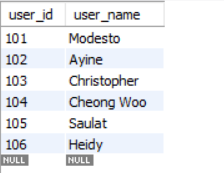 user_id user_name
101 Modesto
102 Ayine
103 Christopher
104 Cheong Woo
105 Saulat
106 Heidy
NULL NULL